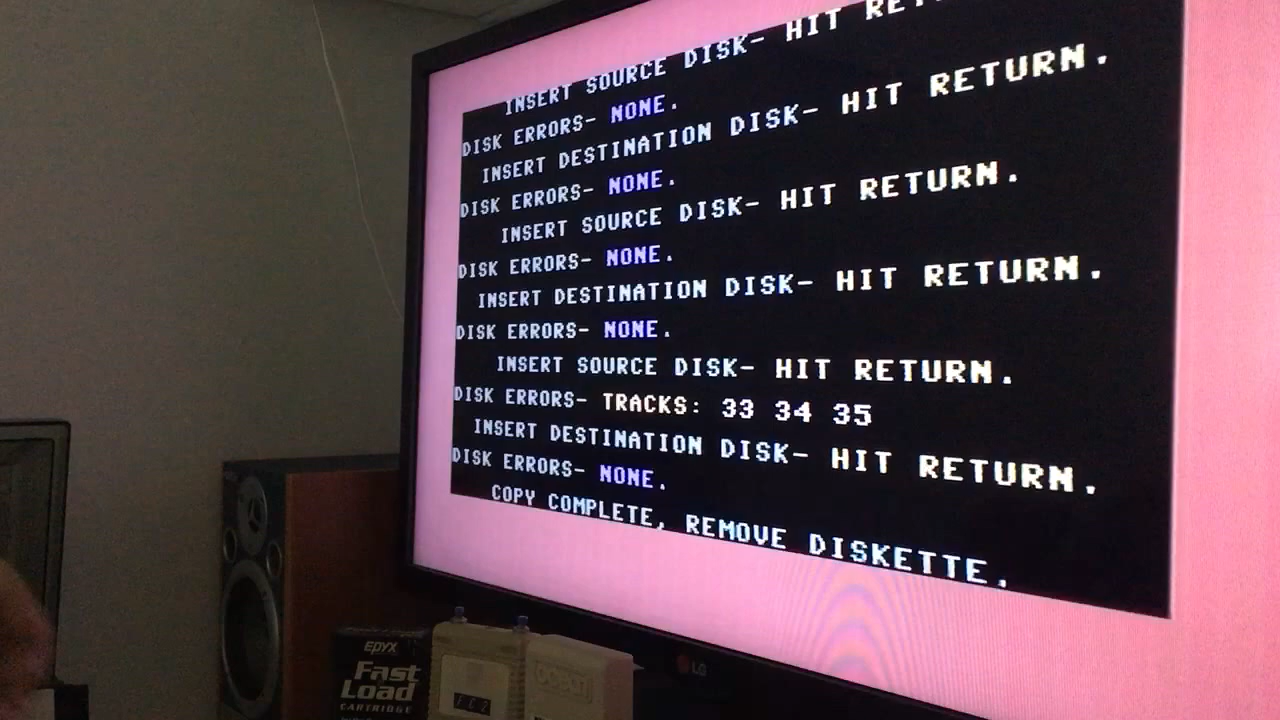 INSERT SOURCE DISK- HIT
DISK ERRORS- NONE.
INSERT DESTINATION DISK- HIT RETURN.
DISK ERRORS- NONE.
INSERT SOURCE DISK- HIT RETURN.
DISK ERRORS- NONE.
INSERT DESTINATION DISK- HIT RETURN.
DISK ERRORS- NONE.
INSERT SOURCE DISK- HIT RETURN.
DISK ERRORS- TRACKS: 33 34 35
INSERT DESTINATION DISK- HIT RETURN.
DISK ERRORS- NONE.
COPY COMPLETE, REMOVE DISKETTE.
EPYX
Fast
Load
CARTRIDGE
LG